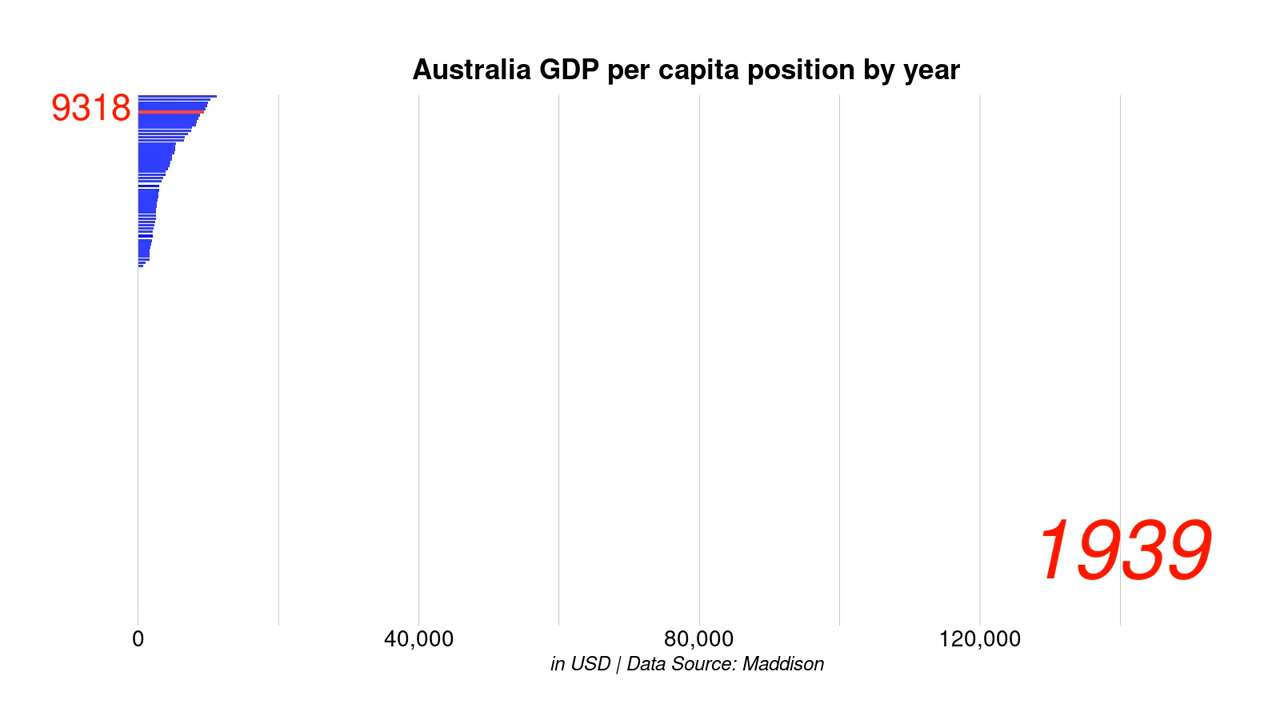 Australia GDP per capita position by year
9318
1939
0 40,000 80,000 120,000
in USD | Data Source: Maddison